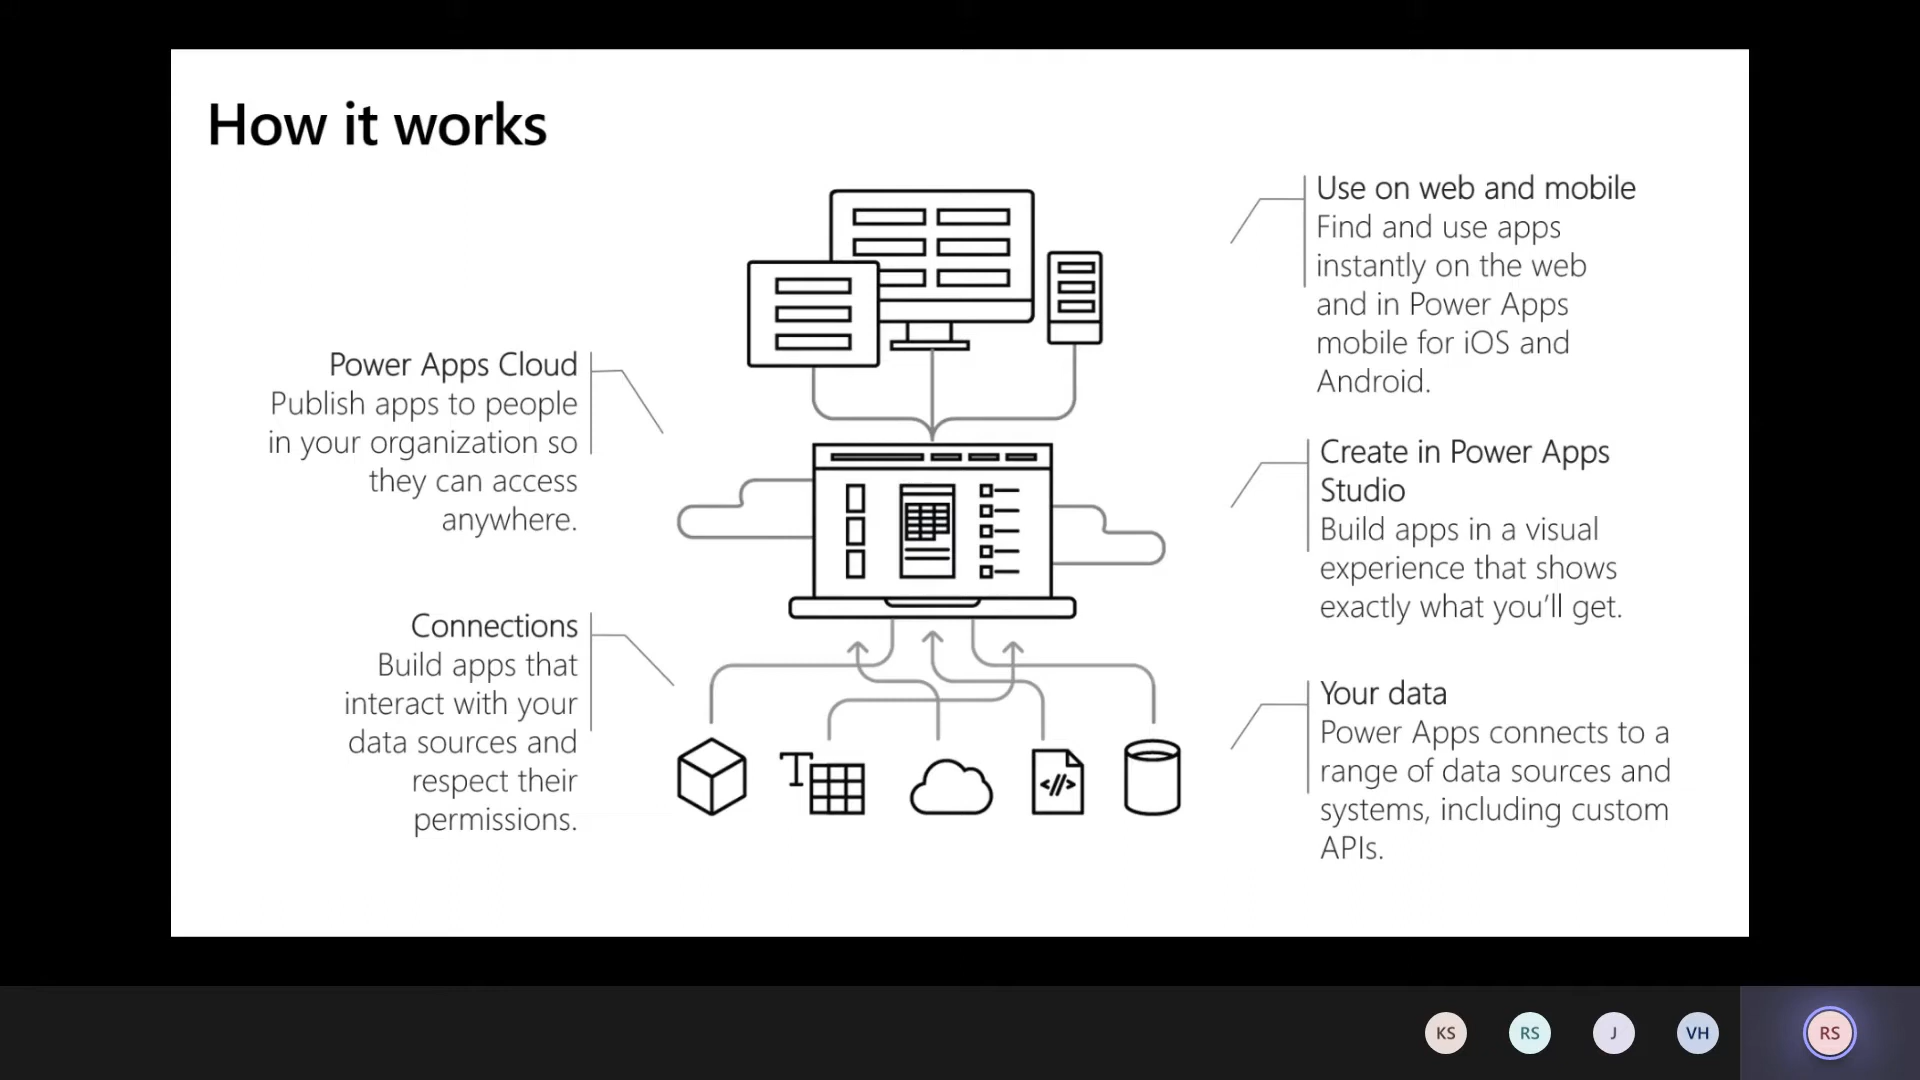 How it works
Use on web and mobile
Find and use apps
instantly on the web
and in Power Apps
mobile for iOS and
Android.
Power Apps Cloud
Publish apps to people
in your organization so
they can access
anywhere.
Create in Power Apps
Studio
Build apps in a visual
experience that shows
exactly what you’ll get.
Connections
Build apps that
interact with your
data sources and
respect their
permissions.
Your data
Power Apps connects to a
range of data sources and
systems, including custom
APIs.
T
</>
KS
RS
J
VH
RS